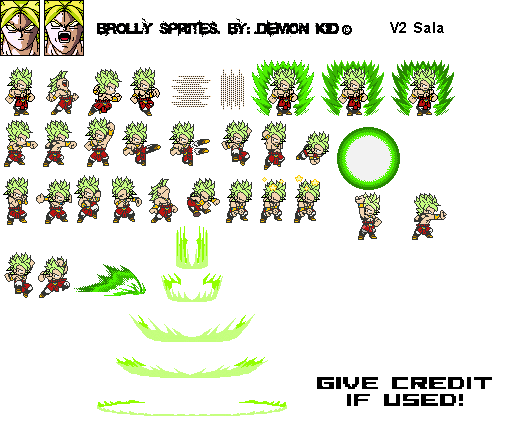 BROLLY SPRITES. BY: DEMON KID ©
V2 Sala
GIVE CREDIT
IF USED!